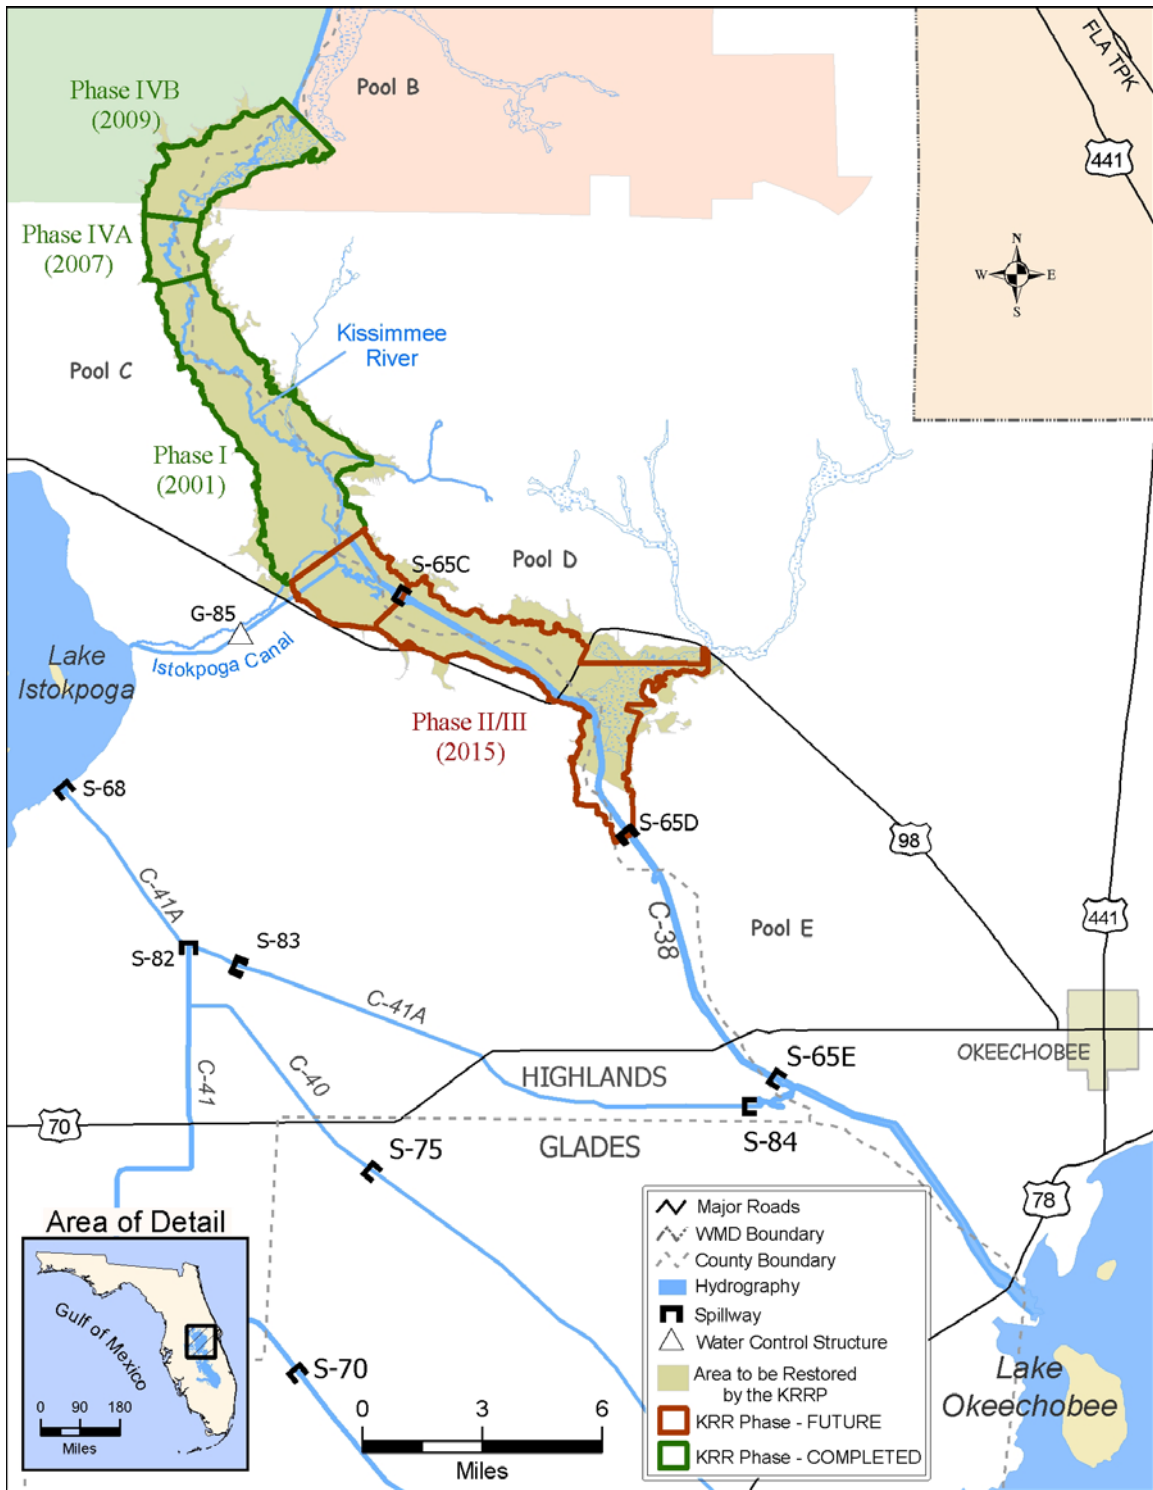 FLA TPK
Pool B
Phase IVB
(2009)
441
Phase IVA
(2007)
N
W
E
S
Kissimmee
River
Pool C
Phase I
(2001)
Pool D
S-65C
G-85
Istokpoga Canal
Lake
Istokpoga
Phase II/III
(2015)
S-68
S-65D
98
C-41A
C-38
441
Pool E
S-83
S-82
C-41A
OKEECHOBEE
S-65E
C-41
C-40
HIGHLANDS
70
S-84
S-75
GLADES
78
Area of Detail
Gulf of Mexico
0 90 180
Miles
S-70
0 3 6
Miles
Major Roads
WMD Boundary
County Boundary
Hydrography
Spillway
Water Control Structure
Area to be Restored
by the KRRP
KRR Phase - FUTURE
KRR Phase - COMPLETED
Lake
Okeechobee